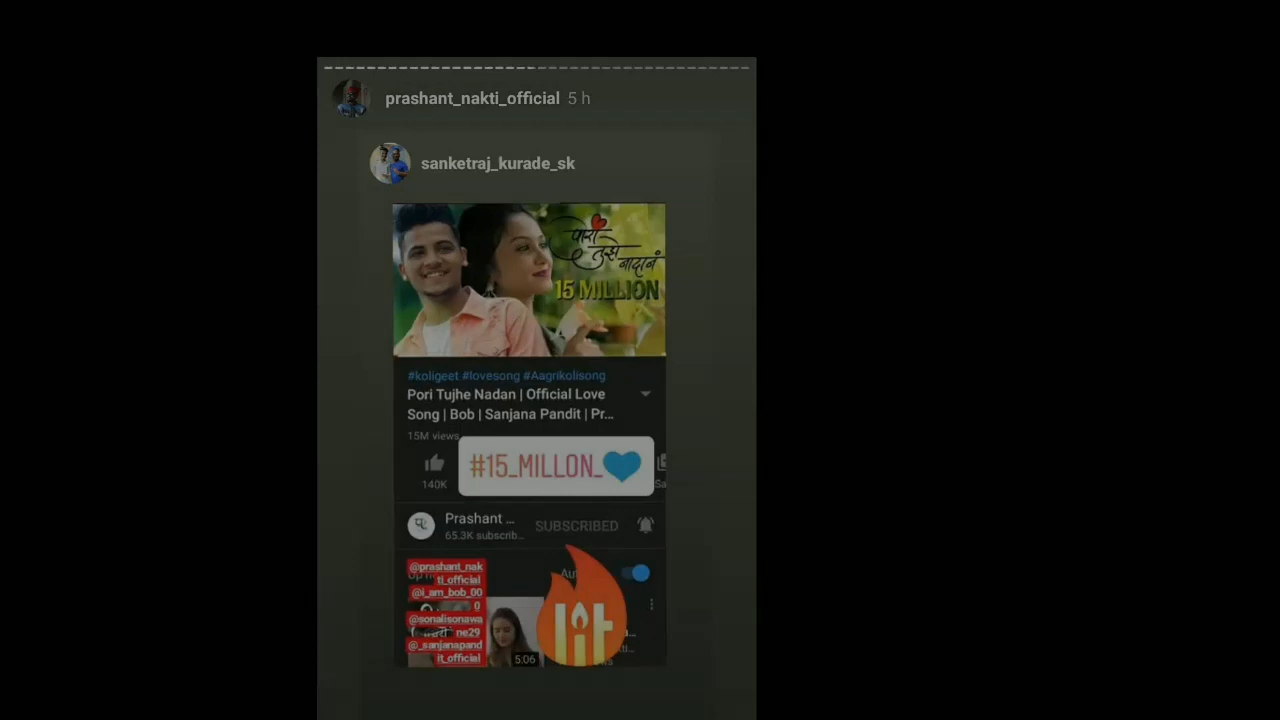 prashant_nakti_official 5 h
sanketraj_kurade_sk
पोरी
तुझे
नादानं
15 MILLION
#koligeet #lovesong #Aagrikolisong
Pori Tujhe Nadan | Official Love
Song | Bob | Sanjana Pandit | Pr...
15M views
#15_MILLON_
140K
Prashant ...
SUBSCRIBED
65.3K subscrib...
@prashant_nak
ti_official
@i_am_bob_00
0
@sonalisonawa
ne29
@_sanjanapand
it_official
lit
5:06